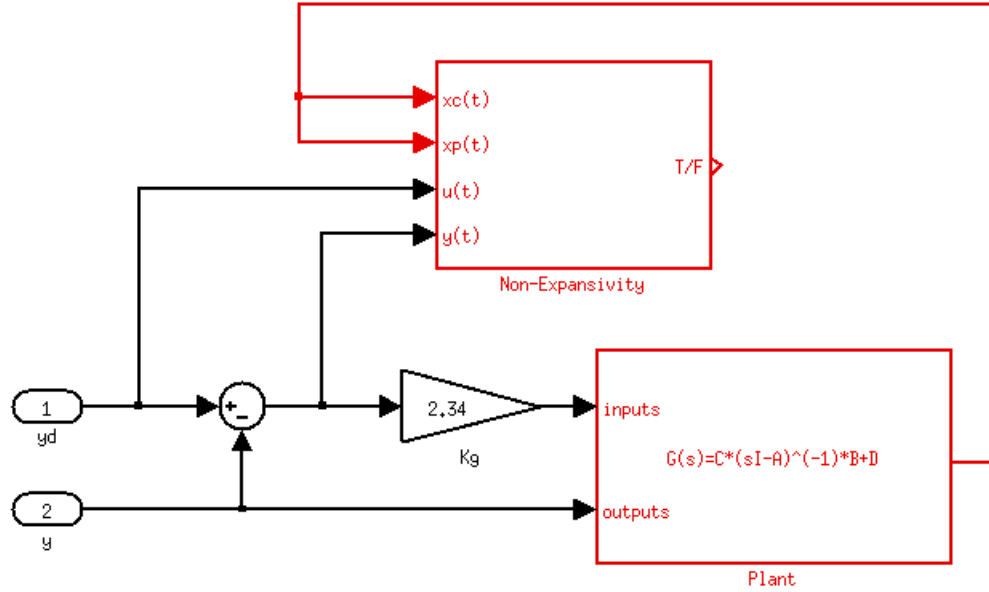 xc(t)
xp(t)
T/F
u(t)
y(t)
Non-Expansivity
1
yd
+
-
2.34
Kg
inputs
G(s)=C*(sI-A)^(-1)*B+D
2
y
outputs
Plant